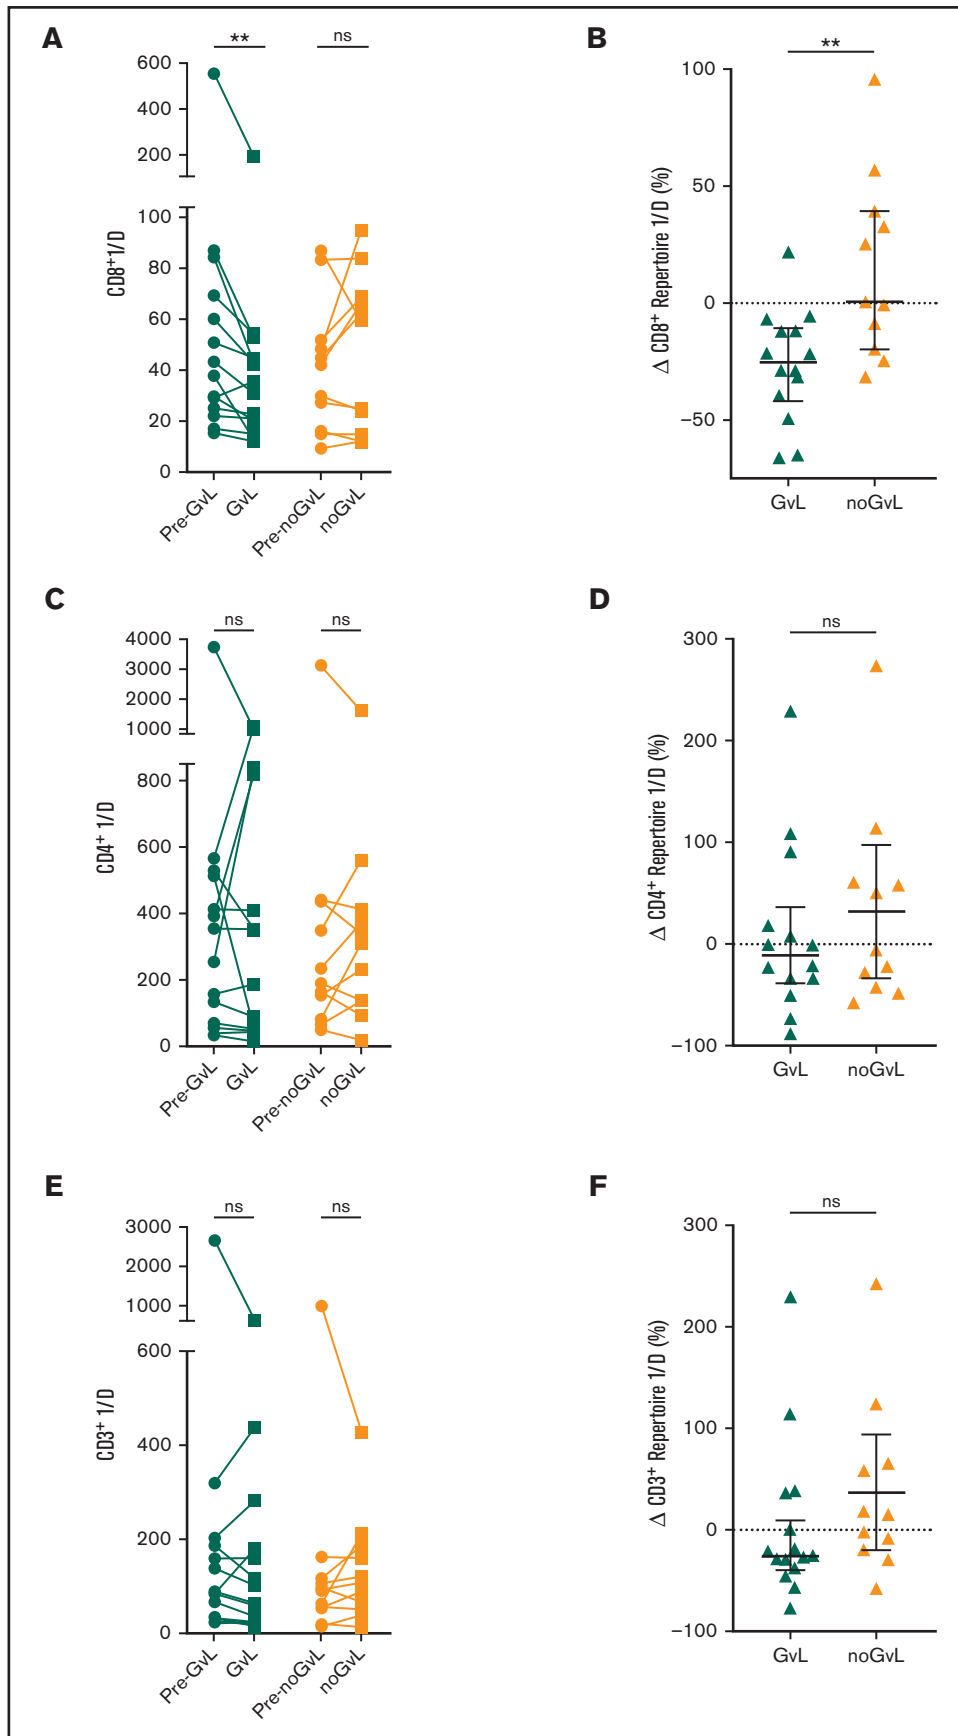 A
** ns
600
400
200
100
80
60
40
20
0
CD8+1/D
Pre-GvL GvL Pre-noGvL noGvL
B
**
100
50
0
−50
Δ CD8+ Repertoire 1/D (%)
GvL noGvL
C
ns ns
4000
3000
2000
1000
800
600
400
200
0
CD4+ 1/D
Pre-GvL GvL Pre-noGvL noGvL
D
ns
300
200
100
0
−100
Δ CD4+ Repertoire 1/D (%)
GvL noGvL
E
ns ns
3000
2000
1000
600
400
200
0
CD3+ 1/D
Pre-GvL GvL Pre-noGvL noGvL
F
ns
300
200
100
0
−100
Δ CD3+ Repertoire 1/D (%)
GvL noGvL